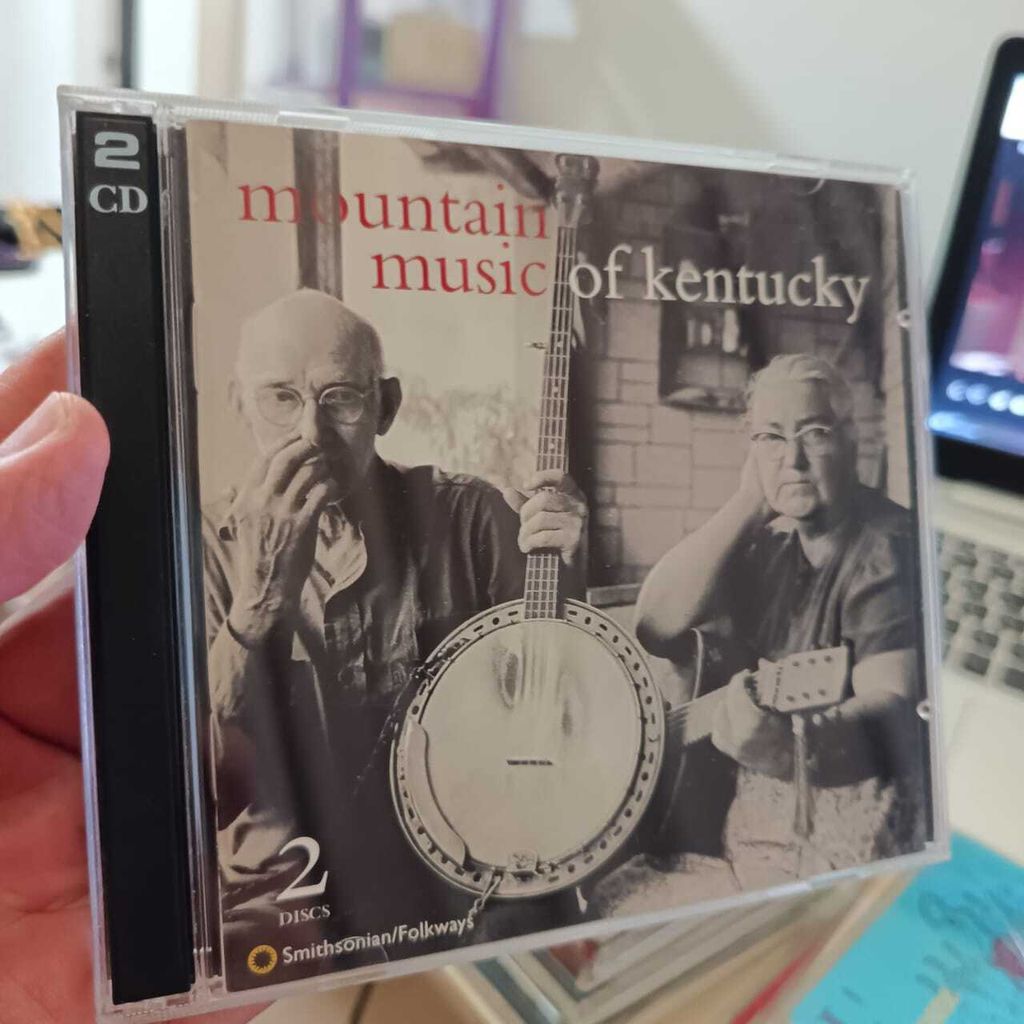 2
CD
mountain
music of kentucky
2
DISCS
Smithsonian/Folkways